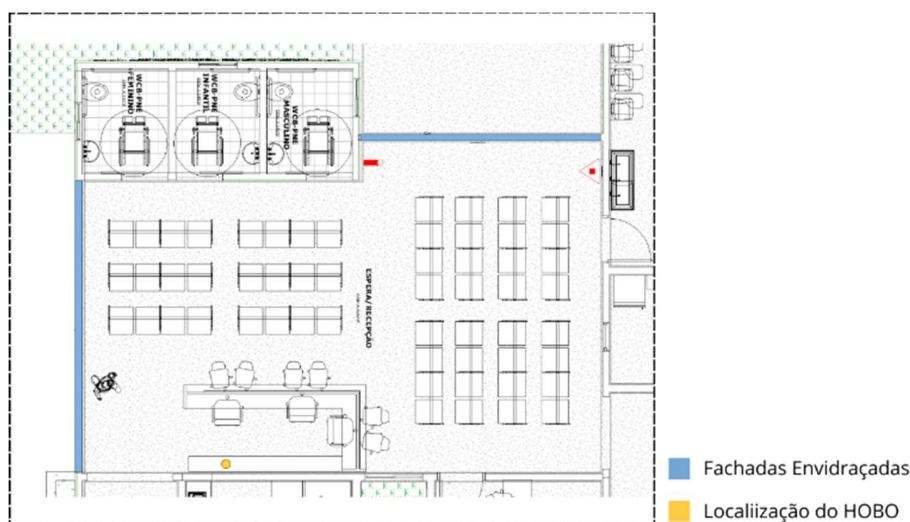 WCB-PNE
FEMININO
WCB-PNE
INFANTIL
WCB-PNE
MASCULINO
ESPERA/ RECEPÇÃO
Fachadas Envidraçadas
Localiização do HOBO